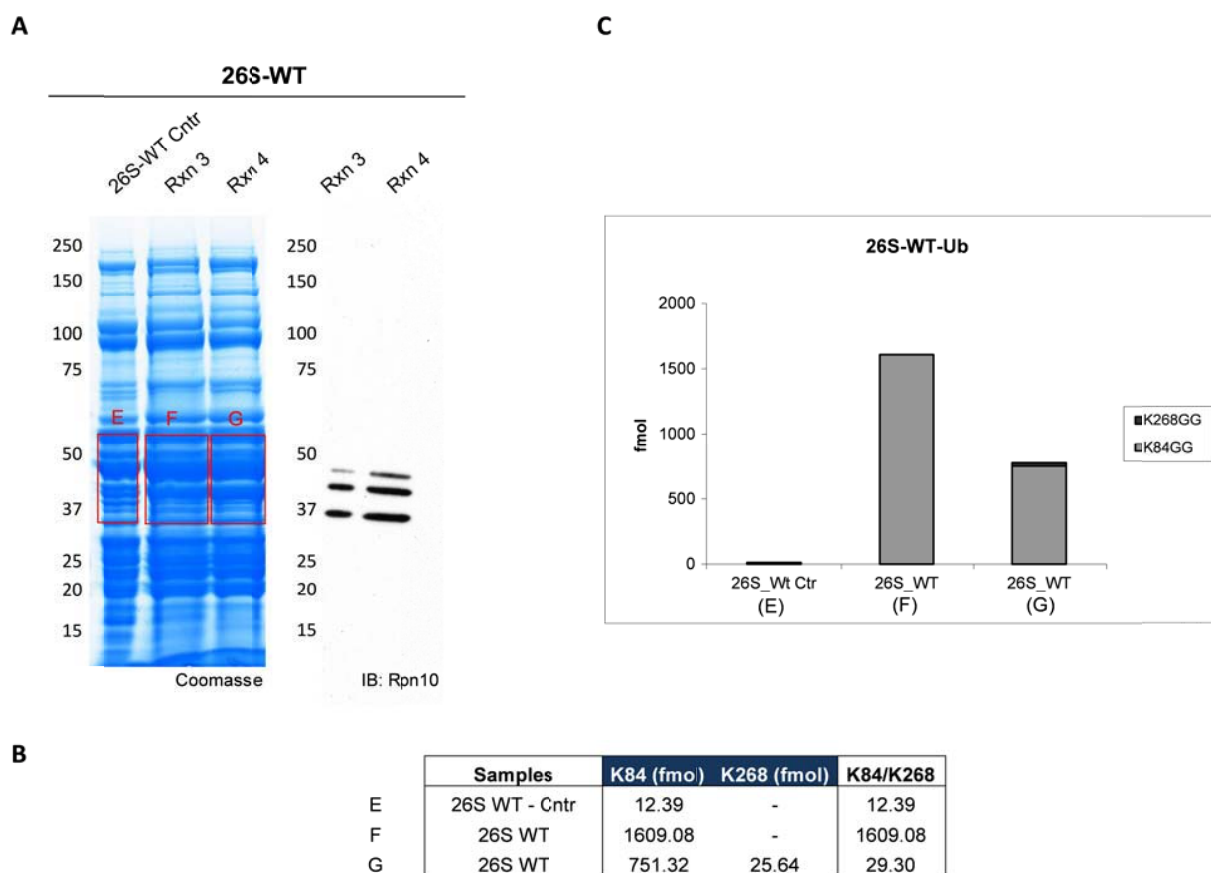 A
C
26S-WT
26S-WT Cntr
Rxn 3
Rxn 4
Rxn 3
Rxn 4
250
150
100
75
50
37
25
20
15
E
F
G
Coomasse
250
150
100
75
50
37
25
20
15
IB: Rpn10
26S-WT-Ub
fmol
2000
1500
1000
500
0
26S_Wt Ctr
(E)
26S_WT
(F)
26S_WT
(G)
K268GG
K84GG
B
Samples K84 (fmol) K268 (fmol) K84/K268
E 26S WT - Cntr 12.39 - 12.39
F 26S WT 1609.08 - 1609.08
G 26S WT 751.32 25.64 29.30